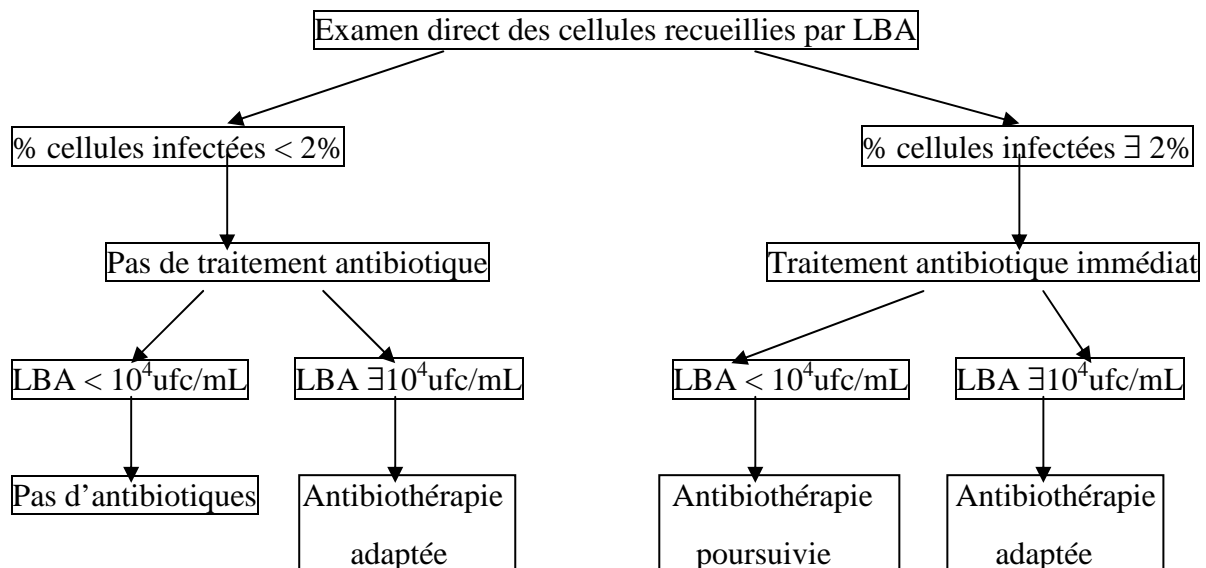 Examen direct des cellules recueillies par LBA
% cellules infectées < 2%
% cellules infectées ∃ 2%
Pas de traitement antibiotique
Traitement antibiotique immédiat
LBA < 10⁴ufc/mL
LBA ∃10⁴ufc/mL
LBA < 10⁴ufc/mL
LBA ∃10⁴ufc/mL
Pas d’antibiotiques
Antibiothérapie
adaptée
Antibiothérapie
poursuivie
Antibiothérapie
adaptée